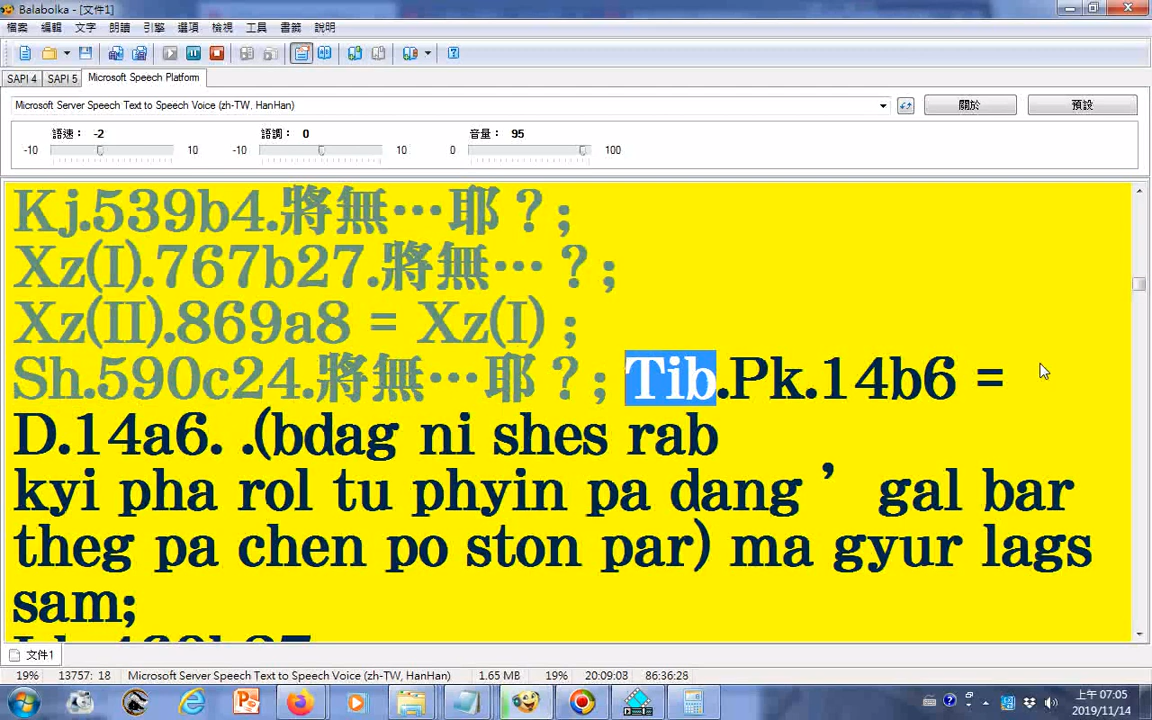 Balabolka - [文件1]
檔案 編輯 文字 朗讀 引擎 選項 檢視 工具 書籤 說明
SAPI 4 SAPI 5 Microsoft Speech Platform
Microsoft Server Speech Text to Speech Voice (zh-TW, HanHan) 關於 預設
語速： -2 語調： 0 音量： 95
-10 10 -10 10 0 100
Kj.539b4.將無…耶？;
Xz(I).767b27.將無…？;
Xz(II).869a8 = Xz(I) ;
Sh.590c24.將無…耶？; Tib.Pk.14b6 =
D.14a6. .(bdag ni shes rab
kyi pha rol tu phyin pa dang ’ gal bar
theg pa chen po ston par) ma gyur lags
sam;
文件1
19% 13757: 18 Microsoft Server Speech Text to Speech Voice (zh-TW, HanHan) 1.65 MB 19% 20:09:03 86:36:28
上午 07:05
2019/11/14